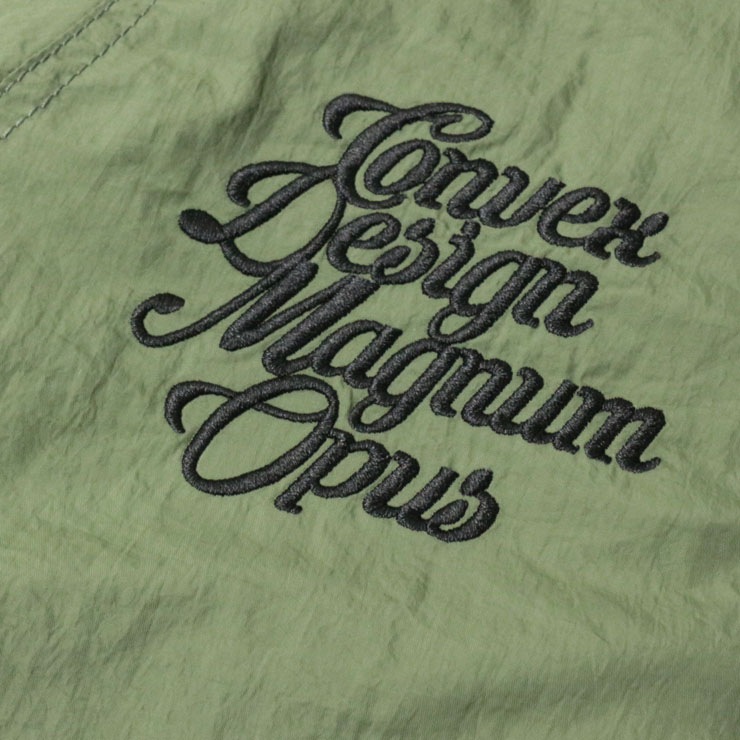 Convex
Design
Magnum
Opus